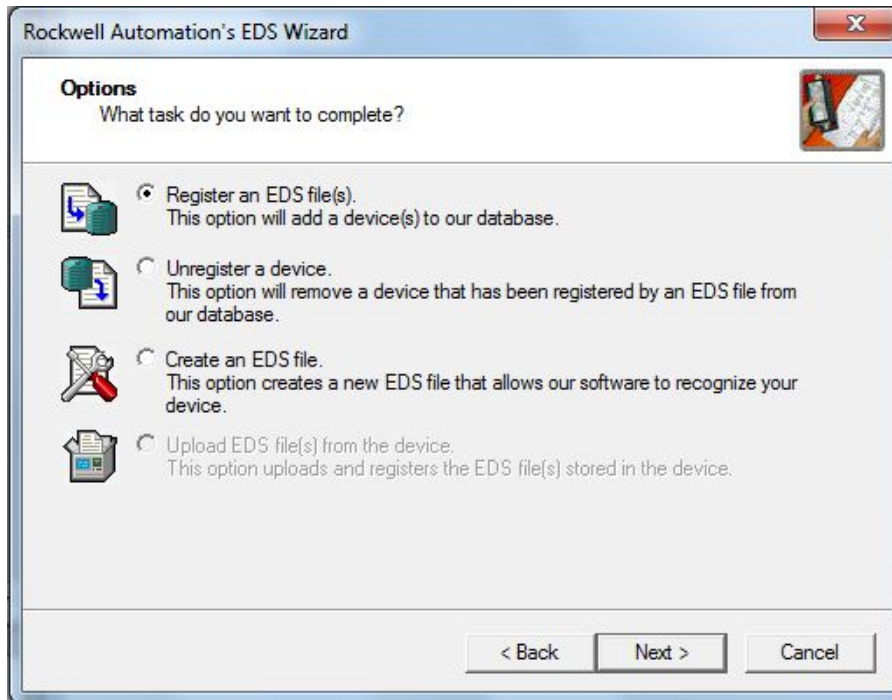 Rockwell Automation's EDS Wizard
Options
What task do you want to complete?
Register an EDS file(s).
This option will add a device(s) to our database.
Unregister a device.
This option will remove a device that has been registered by an EDS file from
our database.
Create an EDS file.
This option creates a new EDS file that allows our software to recognize your
device.
Upload EDS file(s) from the device.
This option uploads and registers the EDS file(s) stored in the device.
< Back
Next >
Cancel